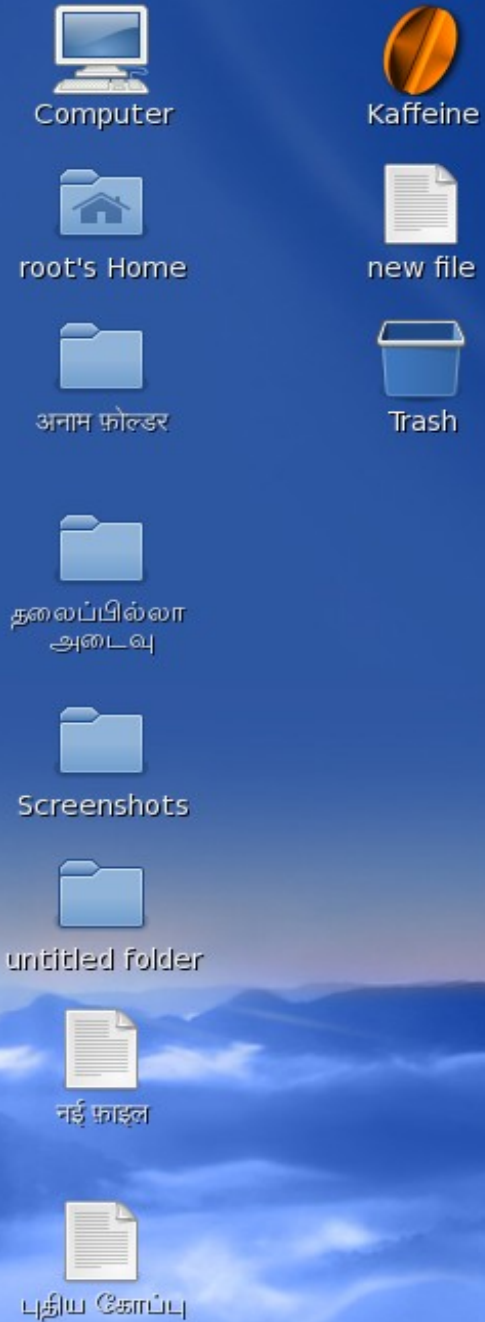 Computer
root's Home
अनाम फ़ोल्डर
தலைப்பில்லா
அடைவு
Screenshots
untitled folder
नई फ़ाइल
புதிய கோப்பு
Kaffeine
new file
Trash